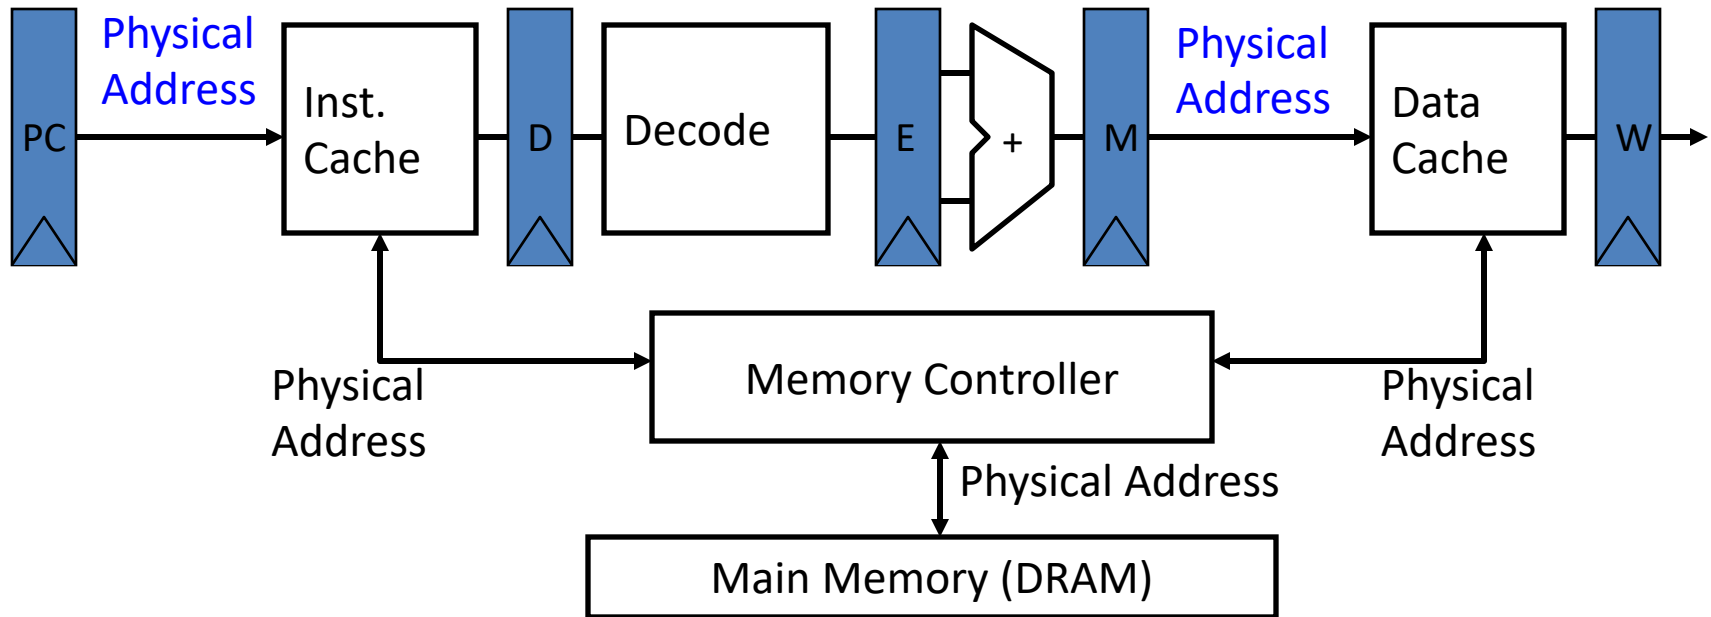 PC
Physical
Address
Inst.
Cache
D
Decode
E
+
M
Physical
Address
Data
Cache
W
Physical
Address
Memory Controller
Physical
Address
Physical Address
Main Memory (DRAM)